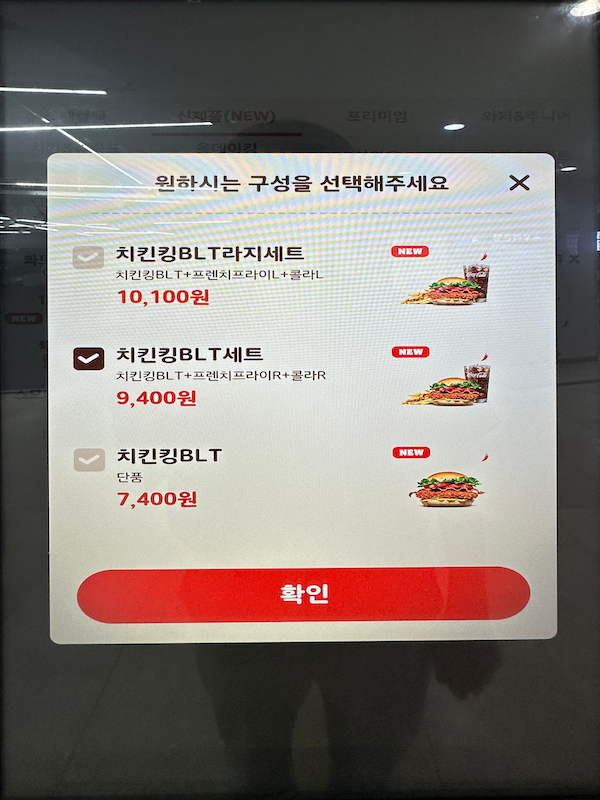 신제품(NEW)
프리미엄
와퍼&주니어
올데이킹
원하시는 구성을 선택해주세요
치킨킹BLT라지세트
치킨킹BLT+프렌치프라이L+콜라L
10,100원
NEW
치킨킹BLT세트
치킨킹BLT+프렌치프라이R+콜라R
9,400원
NEW
치킨킹BLT
단품
7,400원
NEW
NEW
확인